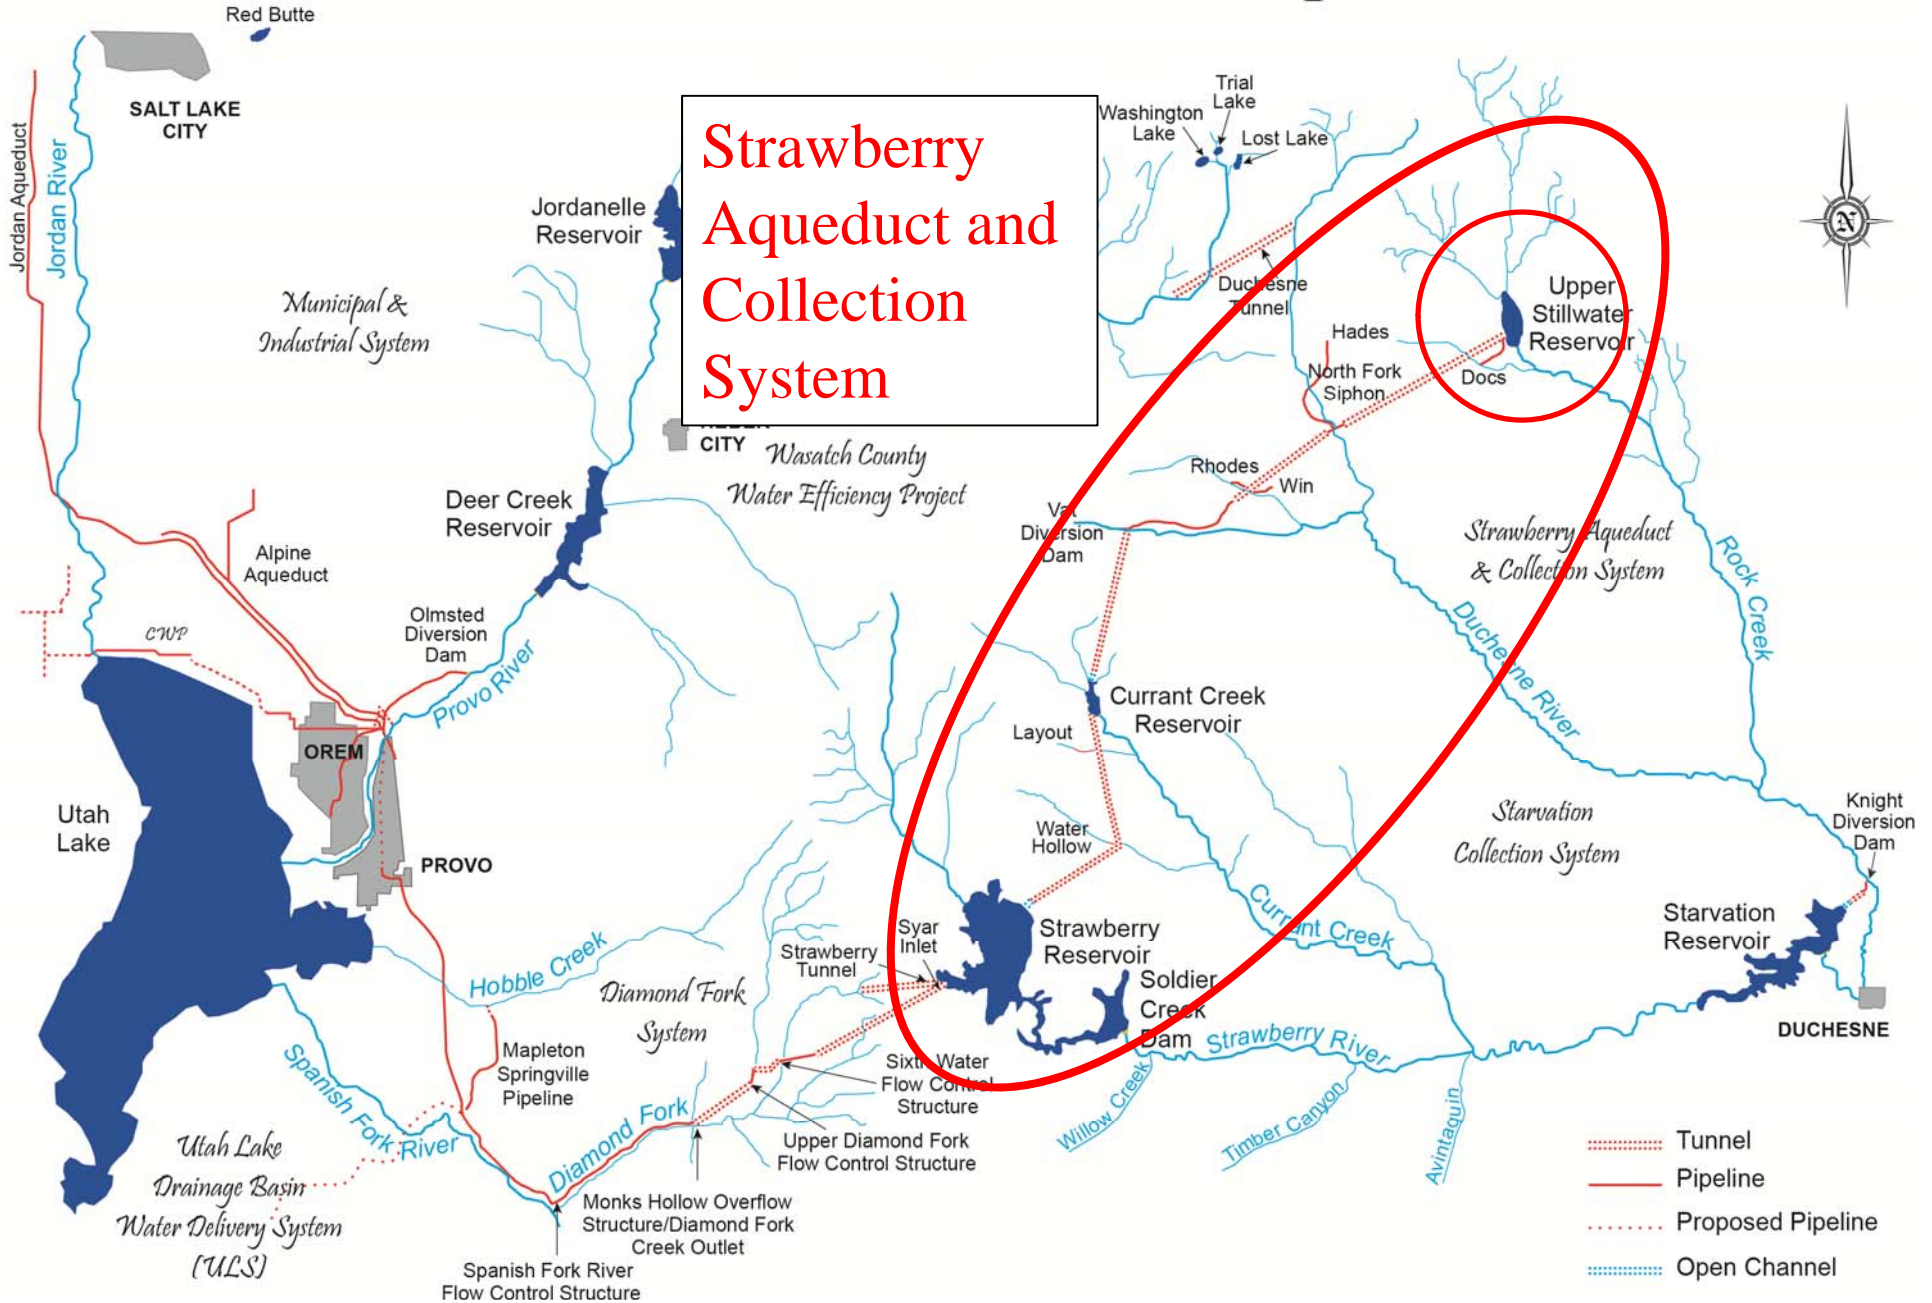 Red Butte
SALT LAKE
CITY
Jordan Aqueduct
Jordan River
Strawberry
Aqueduct and
Collection
System
Trial
Lake
Washington
Lake
Lost Lake
N
Jordanelle
Reservoir
Municipal &
Industrial System
Duchesne
Tunnel
Upper
Stillwater
Reservoir
Hades
North Fork
Siphon
Docs
CITY
Wasatch County
Water Efficiency Project
Rhodes
Win
Deer Creek
Reservoir
Vat
Diversion
Dam
Strawberry Aqueduct
& Collection System
Rock Creek
Alpine
Aqueduct
Olmsted
Diversion
Dam
CWP
Provo River
Duchesne River
Currant Creek
Reservoir
Layout
OREM
Utah
Lake
PROVO
Water
Hollow
Starvation
Collection System
Knight
Diversion
Dam
Currant Creek
Starvation
Reservoir
Syar
Inlet
Strawberry
Tunnel
Strawberry
Reservoir
Soldier
Creek
Dam
Strawberry River
DUCHESNE
Hobble Creek
Diamond Fork
System
Mapleton
Springville
Pipeline
Sixth Water
Flow Control
Structure
Willow Creek
Timber Canyon
Avintaquin
Spanish Fork River
Diamond Fork
Upper Diamond Fork
Flow Control Structure
Utah Lake
Drainage Basin
Water Delivery System
(ULS)
Monks Hollow Overflow
Structure/Diamond Fork
Creek Outlet
Spanish Fork River
Flow Control Structure
Tunnel
Pipeline
Proposed Pipeline
Open Channel